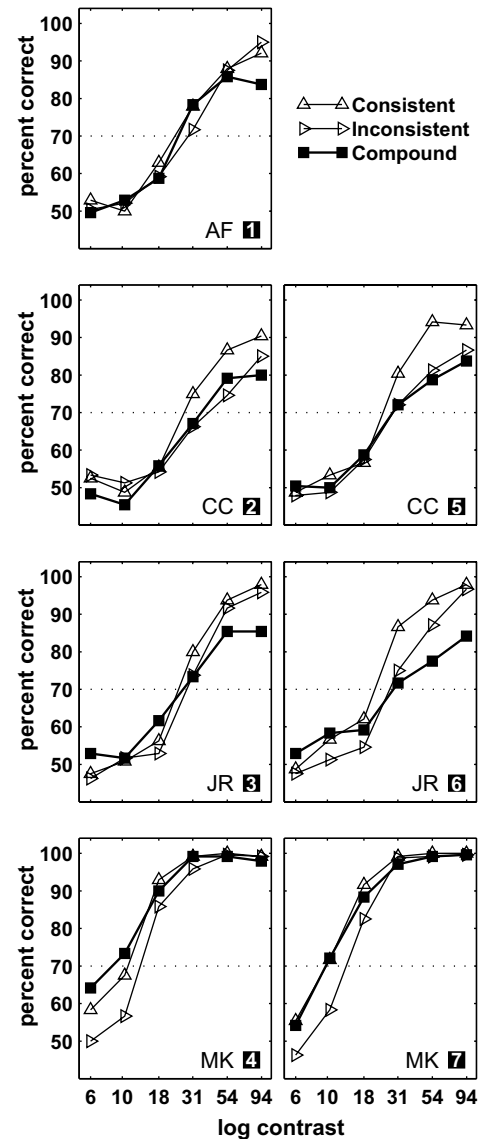 percent correct
100
90
80
70
60
50
AF 1
Consistent
Inconsistent
Compound
percent correct
100
90
80
70
60
50
CC 2
CC 5
percent correct
100
90
80
70
60
50
JR 3
JR 6
percent correct
100
90
80
70
60
50
MK 4
MK 7
6 10 18 31 54 94
6 10 18 31 54 94
log contrast